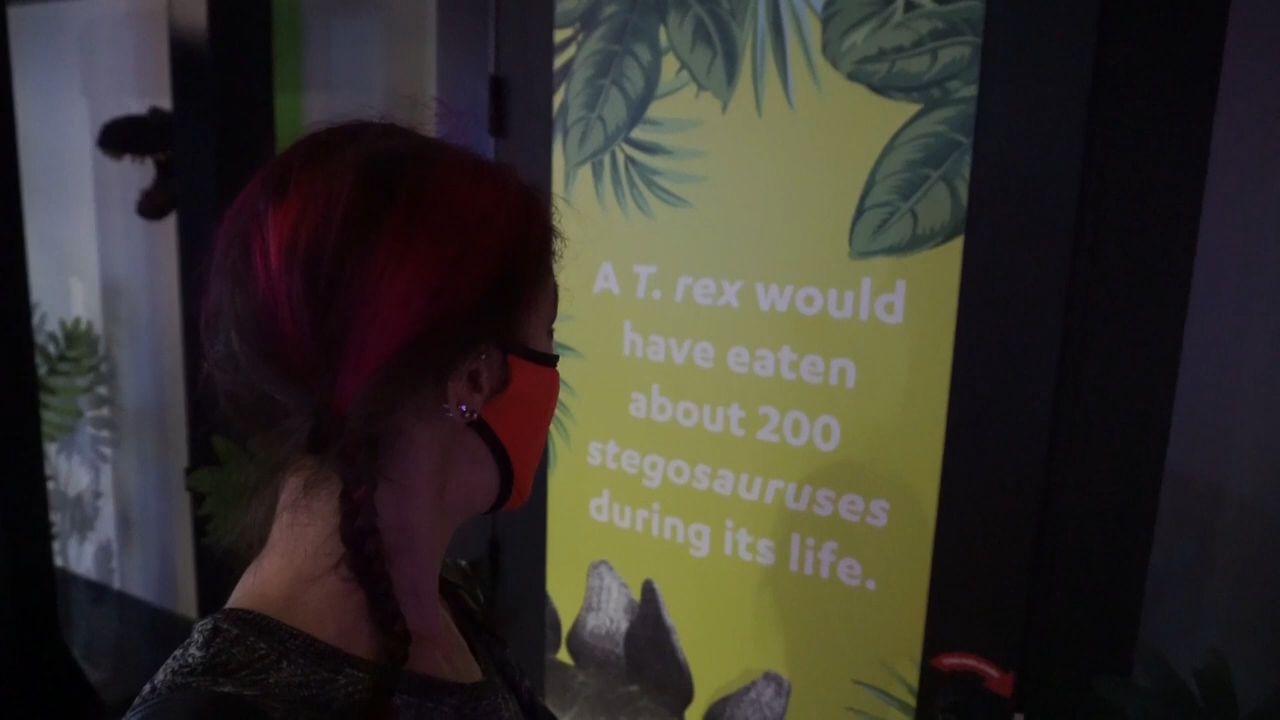 A T. rex would
have eaten
about 200
stegosauruses
during its life.